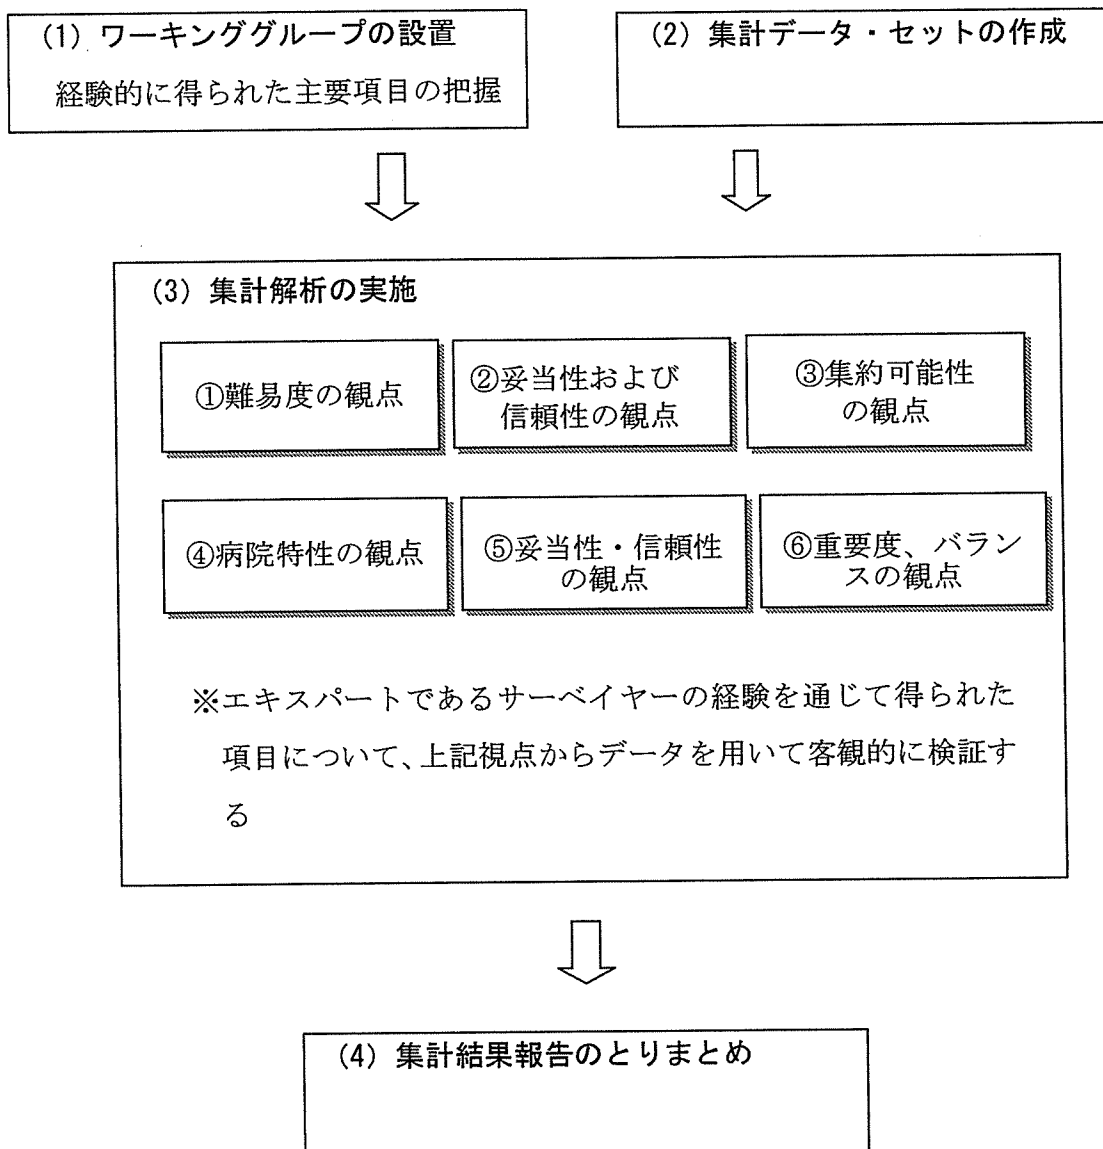 (1) ワーキンググループの設置
経験的に得られた主要項目の把握
(2) 集計データ・セットの作成
(3) 集計解析の実施
①難易度の観点
②妥当性および
信頼性の観点
③集約可能性
の観点
④病院特性の観点
⑤妥当性・信頼性
の観点
⑥重要度、バラン
スの観点
※エキスパートであるサーベイヤーの経験を通じて得られた
項目について、上記視点からデータを用いて客観的に検証す
る
(4) 集計結果報告のとりまとめ